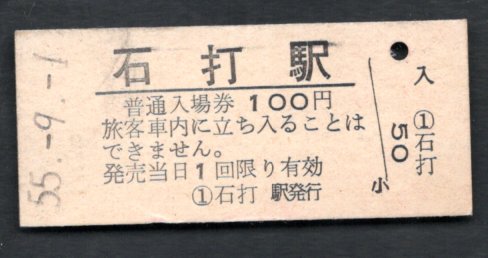 55.-9.-1
石打駅
普通入場券 100円
旅客車内に立ち入ることは
できません。
発売当日1回限り有効
①石打 駅発行
入 ①石打
50
小